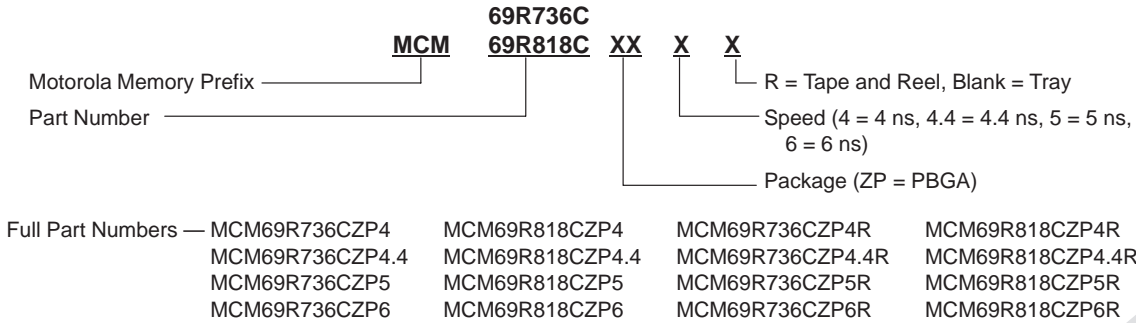 69R736C
MCM 69R818C XX X X
Motorola Memory Prefix
R = Tape and Reel, Blank = Tray
Part Number
Speed (4 = 4 ns, 4.4 = 4.4 ns, 5 = 5 ns,
6 = 6 ns)
Package (ZP = PBGA)
Full Part Numbers — MCM69R736CZP4 MCM69R818CZP4 MCM69R736CZP4R MCM69R818CZP4R
MCM69R736CZP4.4 MCM69R818CZP4.4 MCM69R736CZP4.4R MCM69R818CZP4.4R
MCM69R736CZP5 MCM69R818CZP5 MCM69R736CZP5R MCM69R818CZP5R
MCM69R736CZP6 MCM69R818CZP6 MCM69R736CZP6R MCM69R818CZP6R